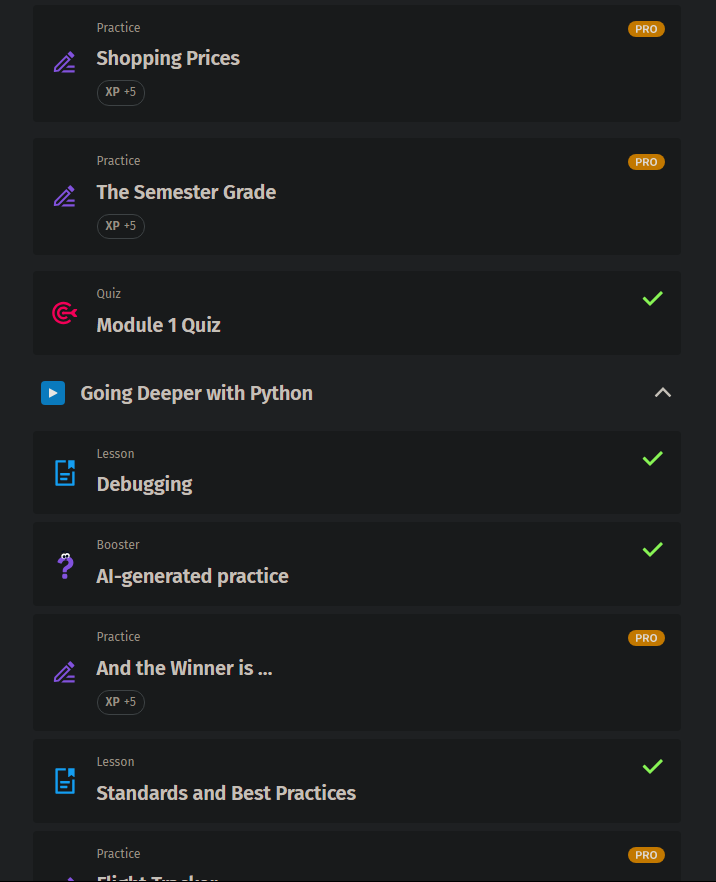 Practice
PRO
Shopping Prices
XP +5
Practice
PRO
The Semester Grade
XP +5
Quiz
Module 1 Quiz
Going Deeper with Python
Lesson
Debugging
Booster
AI-generated practice
Practice
PRO
And the Winner is ...
XP +5
Lesson
Standards and Best Practices
Practice
PRO
Flight Tracker